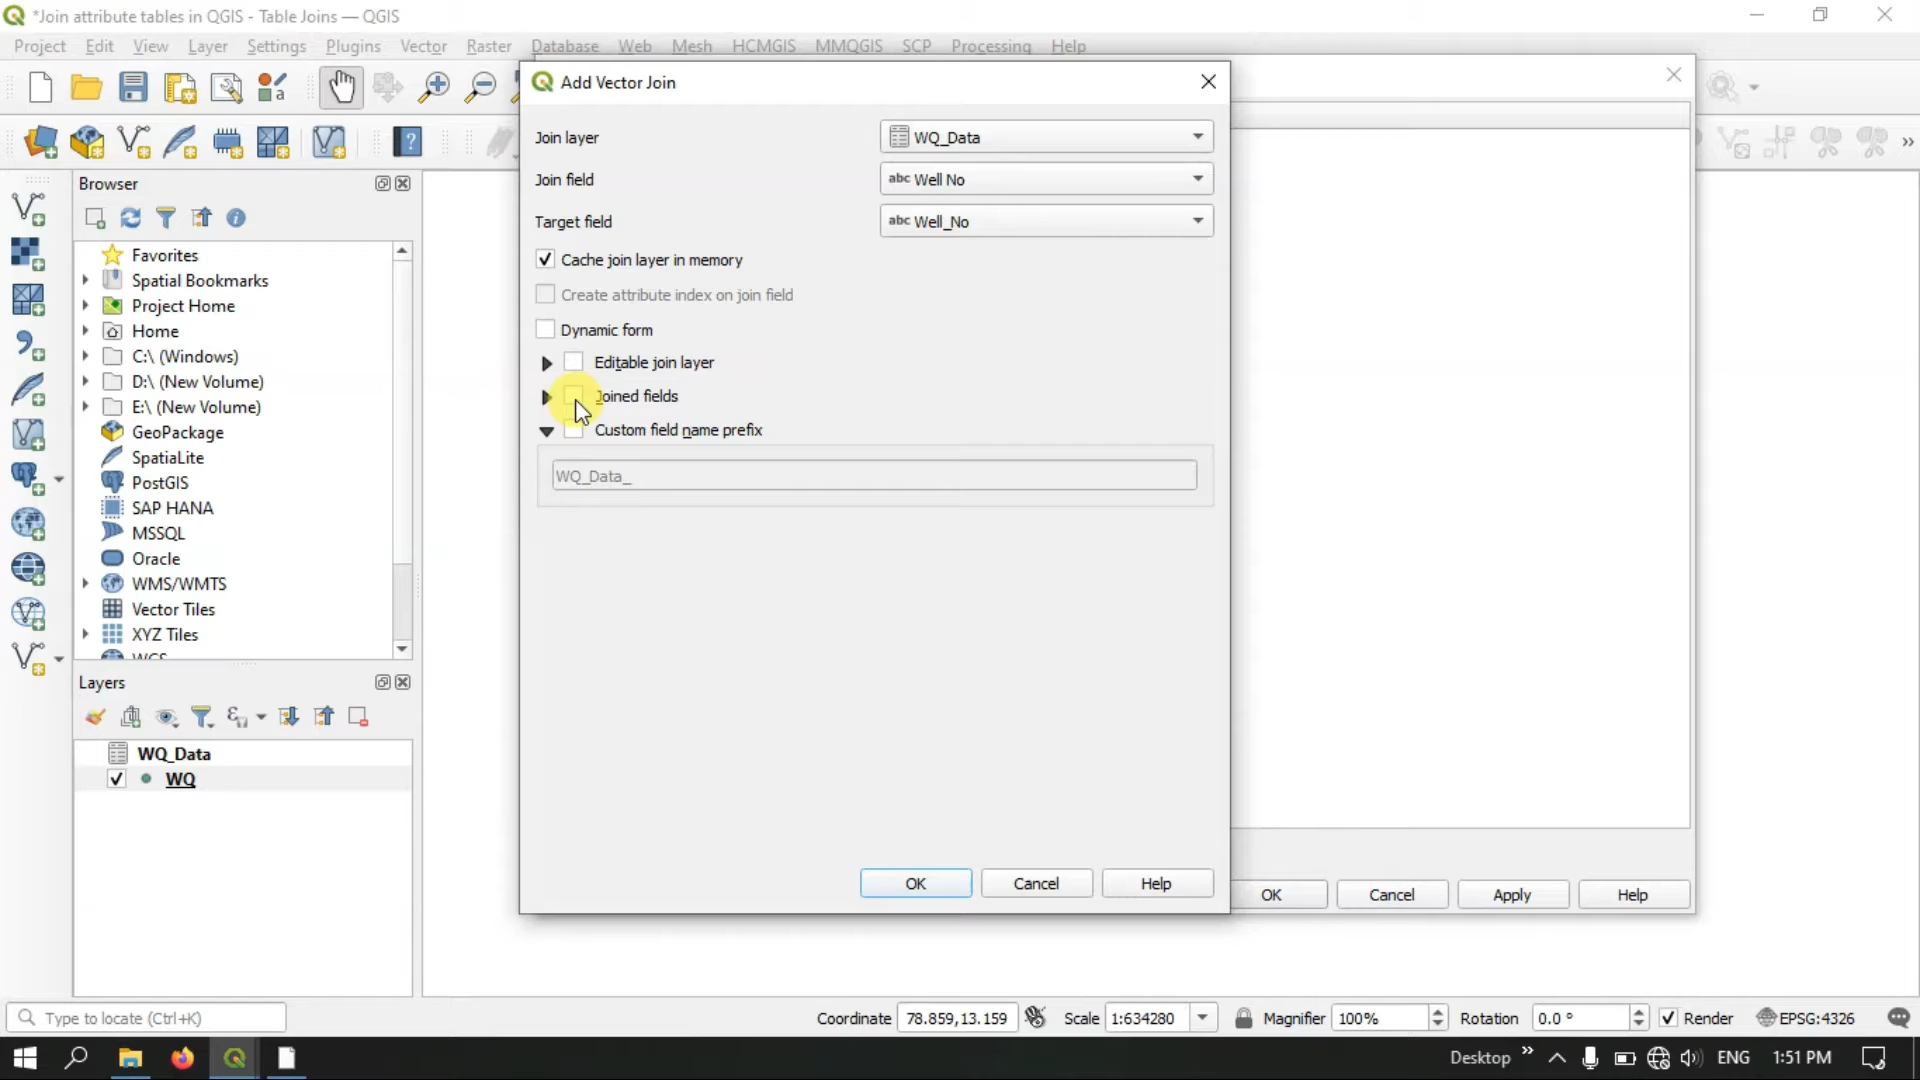 *Join attribute tables in QGIS - Table Joins — QGIS
Project Edit View Layer Settings Plugins Vector Raster Database Web Mesh HCMGIS MMQGIS SCP Processing Help
Add Vector Join
Join layer
WQ_Data
Join field
abc Well No
Target field
abc Well_No
Cache join layer in memory
Create attribute index on join field
Dynamic form
Editable join layer
Joined fields
Custom field name prefix
WQ_Data_
OK Cancel Help
OK Cancel Apply Help
Browser
Favorites
Spatial Bookmarks
Project Home
Home
C:\ (Windows)
D:\ (New Volume)
E:\ (New Volume)
GeoPackage
SpatiaLite
PostGIS
SAP HANA
MSSQL
Oracle
WMS/WMTS
Vector Tiles
XYZ Tiles
WCS
Layers
WQ_Data
WQ
Type to locate (Ctrl+K)
Coordinate 78.859,13.159 Scale 1:634280 Magnifier 100% Rotation 0.0 ° Render EPSG:4326
Desktop » ENG 1:51 PM